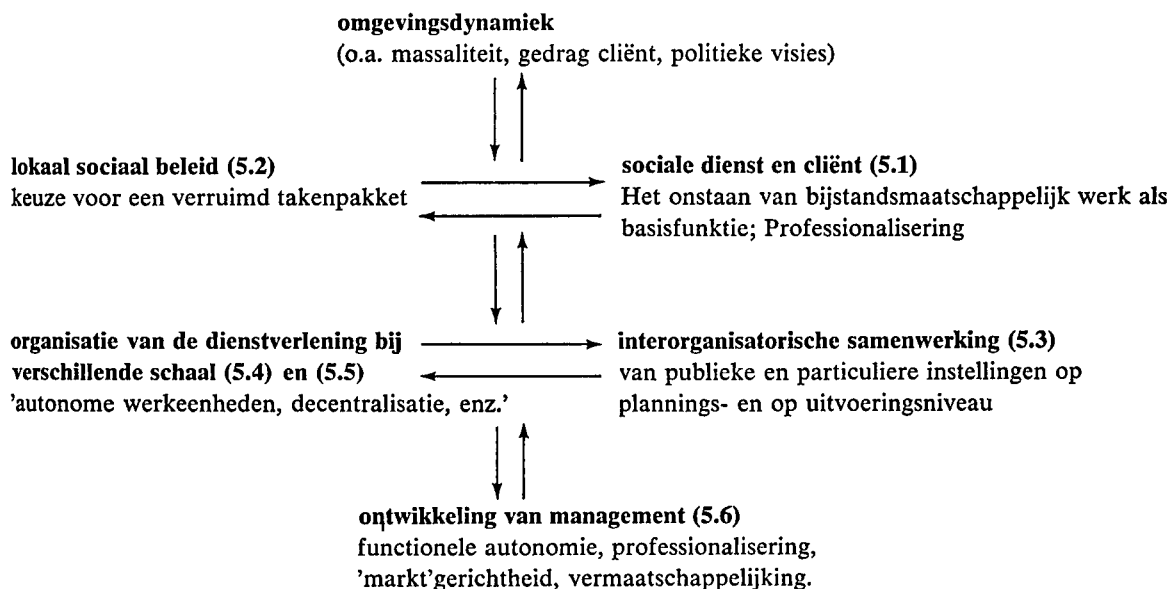 omgevingsdynamiek
(o.a. massaliteit, gedrag cliënt, politieke visies)
lokaal sociaal beleid (5.2)
keuze voor een verruimd takenpakket
sociale dienst en cliënt (5.1)
Het onstaan van bijstandsmaatschappelijk werk als
basisfunktie; Professionalisering
organisatie van de dienstverlening bij
verschillende schaal (5.4) en (5.5)
'autonome werkeenheden, decentralisatie, enz.'
interorganisatorische samenwerking (5.3)
van publieke en particuliere instellingen op
plannings- en op uitvoeringsniveau
ontwikkeling van management (5.6)
functionele autonomie, professionalisering,
'markt'gerichtheid, vermaatschappelijking.